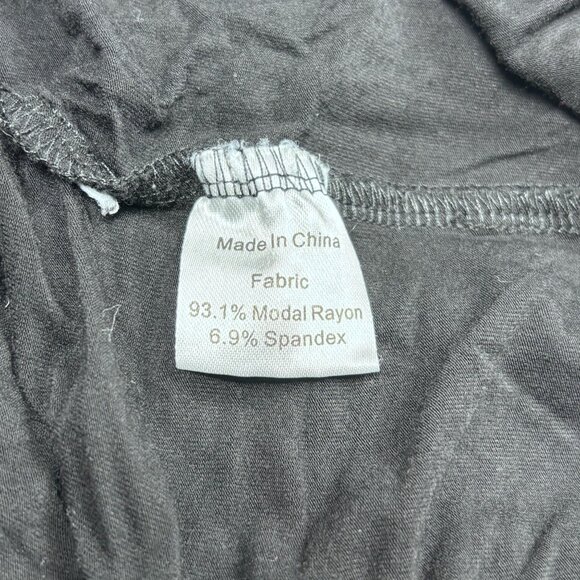 Made In China
Fabric
93.1% Modal Rayon
6.9% Spandex